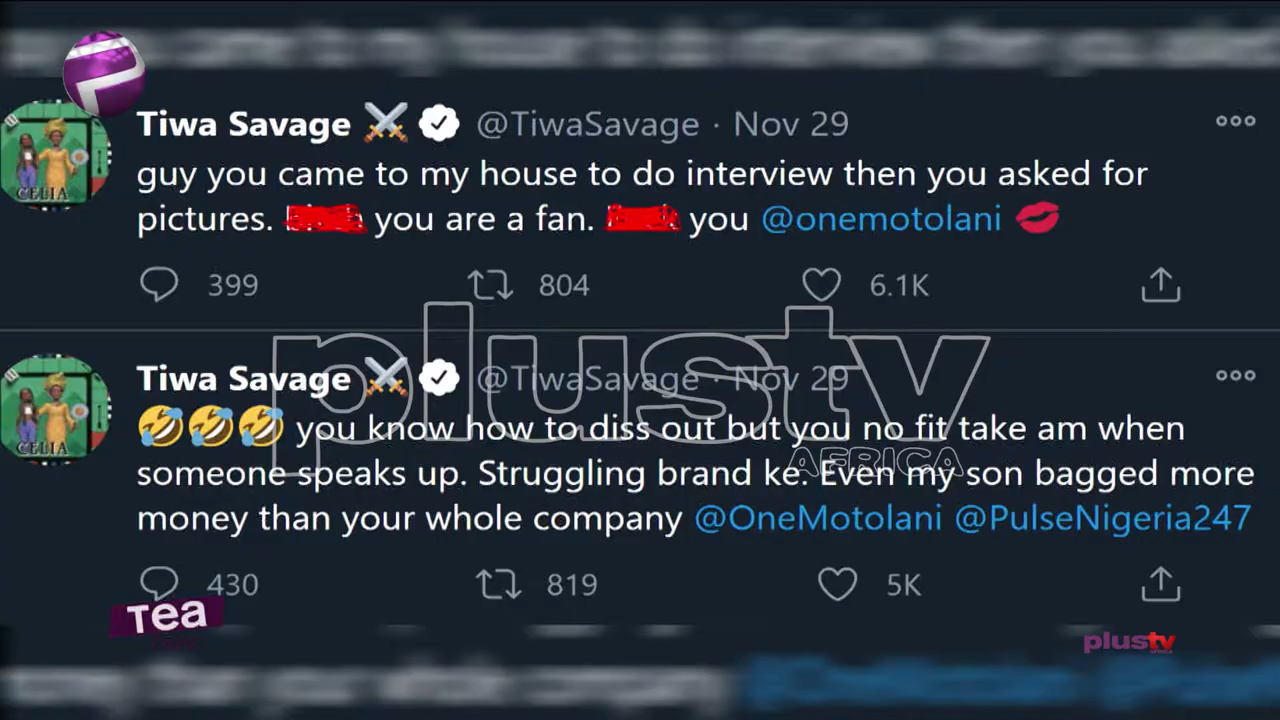 Tiwa Savage @TiwaSavage · Nov 29
guy you came to my house to do interview then you asked for
pictures. you are a fan. you @onemotolani 💋
399 804 6.1K
CELIA
Tiwa Savage @TiwaSavage · Nov 29
🤣🤣🤣 you know how to diss out but you no fit take am when
someone speaks up. Struggling brand ke. Even my son bagged more
money than your whole company @OneMotolani @PulseNigeria247
CELIA
430 819 5K
plustv
AFRICA
Tea
plustv
AFRICA